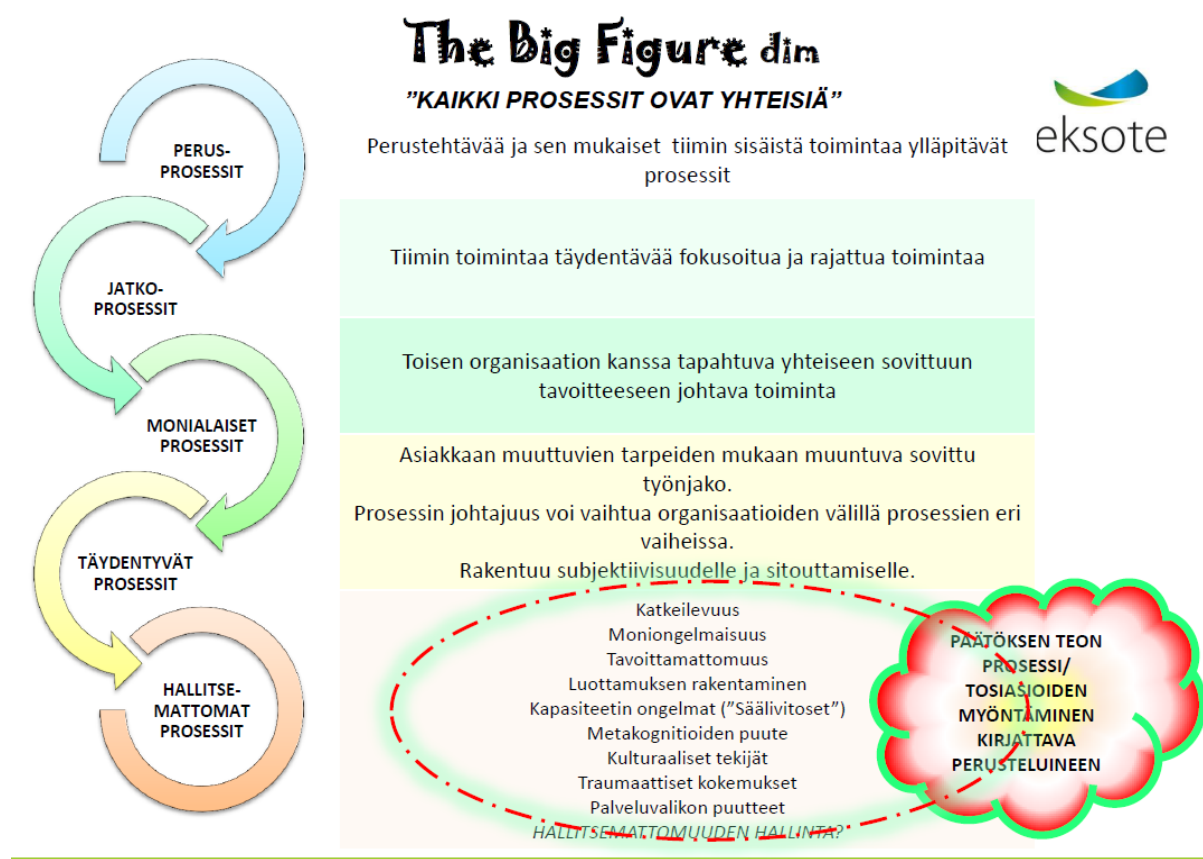 The Big Figure dim
”KAIKKI PROSESSIT OVAT YHTEISIÄ”
eksote
PERUS-
PROSESSIT
Perustehtävää ja sen mukaiset tiimin sisäistä toimintaa ylläpitävät
prosessit
JATKO-
PROSESSIT
Tiimin toimintaa täydentävää fokusoitua ja rajattua toimintaa
MONIALAISET
PROSESSIT
Toisen organisaation kanssa tapahtuva yhteiseen sovittuun
tavoitteeseen johtava toiminta
TÄYDENTYVÄT
PROSESSIT
Asiakkaan muuttuvien tarpeiden mukaan muuntuva sovittu
työnjako.
Prosessin johtajuus voi vaihtua organisaatioiden välillä prosessien eri
vaiheissa.
Rakentuu subjektiivisuudelle ja sitouttamiselle.
HALLITSE-
MATTOMAT
PROSESSIT
Katkeilevuus
Moniongelmaisuus
Tavoittamattomuus
Luottamuksen rakentaminen
Kapasiteetin ongelmat (”Säälivitoset”)
Metakognitioiden puute
Kulturaaliset tekijät
Traumaattiset kokemukset
Palveluvalikon puutteet
HALLITSEMATTOMUUDEN HALLINTA?
PÄÄTÖKSEN TEON
PROSESSI/
TOSIASIOIDEN
MYÖNTÄMINEN
KIRJATTAVA
PERUSTELUINEEN